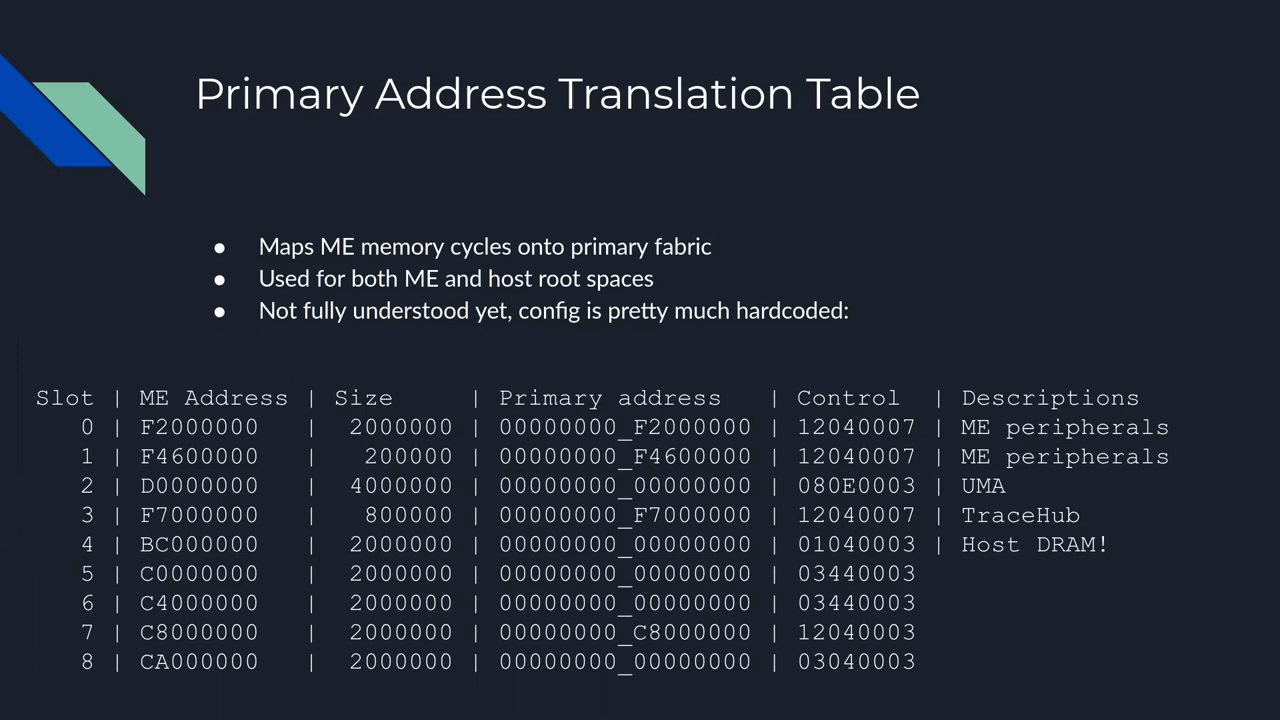 Primary Address Translation Table
● Maps ME memory cycles onto primary fabric
● Used for both ME and host root spaces
● Not fully understood yet, config is pretty much hardcoded:
Slot | ME Address | Size     | Primary address   | Control  | Descriptions
   0 | F2000000   |  2000000 | 00000000_F2000000 | 12040007 | ME peripherals
   1 | F4600000   |   200000 | 00000000_F4600000 | 12040007 | ME peripherals
   2 | D0000000   |  4000000 | 00000000_00000000 | 080E0003 | UMA
   3 | F7000000   |   800000 | 00000000_F7000000 | 12040007 | TraceHub
   4 | BC000000   |  2000000 | 00000000_00000000 | 01040003 | Host DRAM!
   5 | C0000000   |  2000000 | 00000000_00000000 | 03440003
   6 | C4000000   |  2000000 | 00000000_00000000 | 03440003
   7 | C8000000   |  2000000 | 00000000_C8000000 | 12040003
   8 | CA000000   |  2000000 | 00000000_00000000 | 03040003